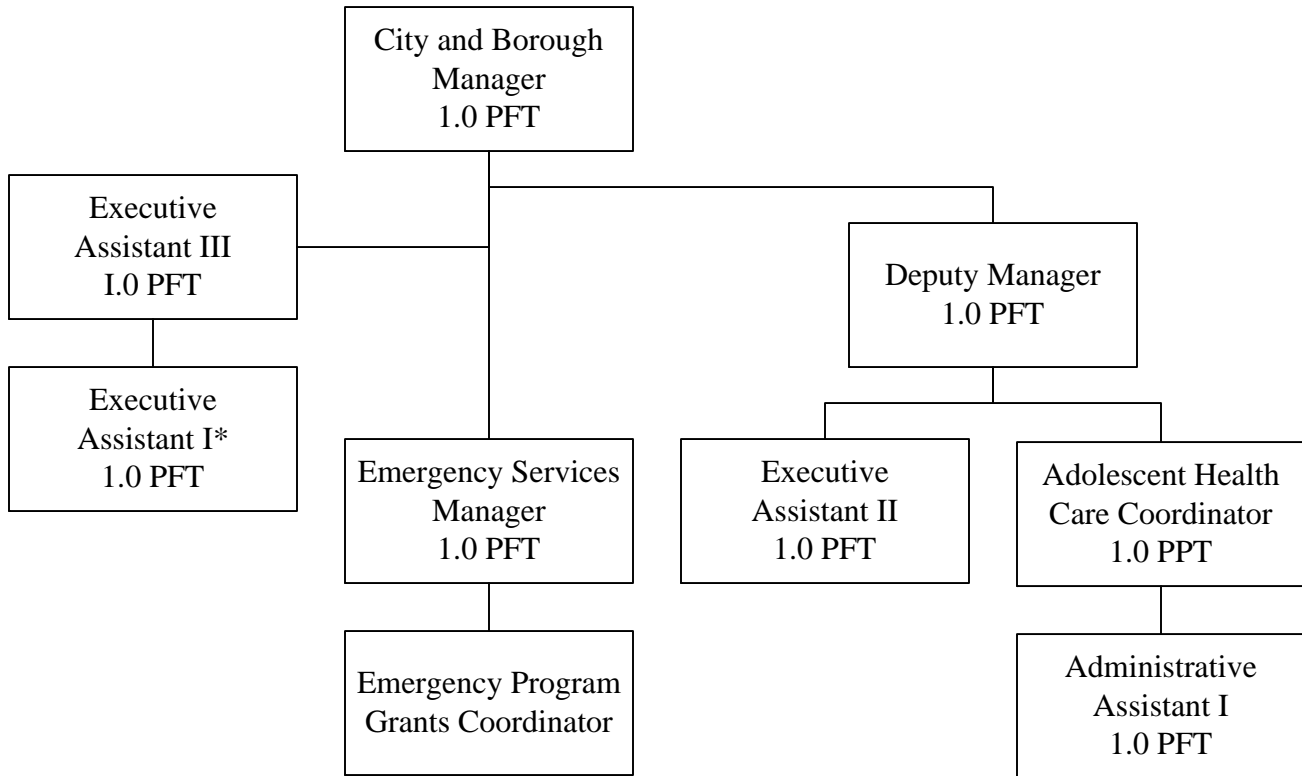 City and Borough
Manager
1.0 PFT
Executive
Assistant III
I.0 PFT
Deputy Manager
1.0 PFT
Executive
Assistant I*
1.0 PFT
Emergency Services
Manager
1.0 PFT
Executive
Assistant II
1.0 PFT
Adolescent Health
Care Coordinator
1.0 PPT
Emergency Program
Grants Coordinator
Administrative
Assistant I
1.0 PFT